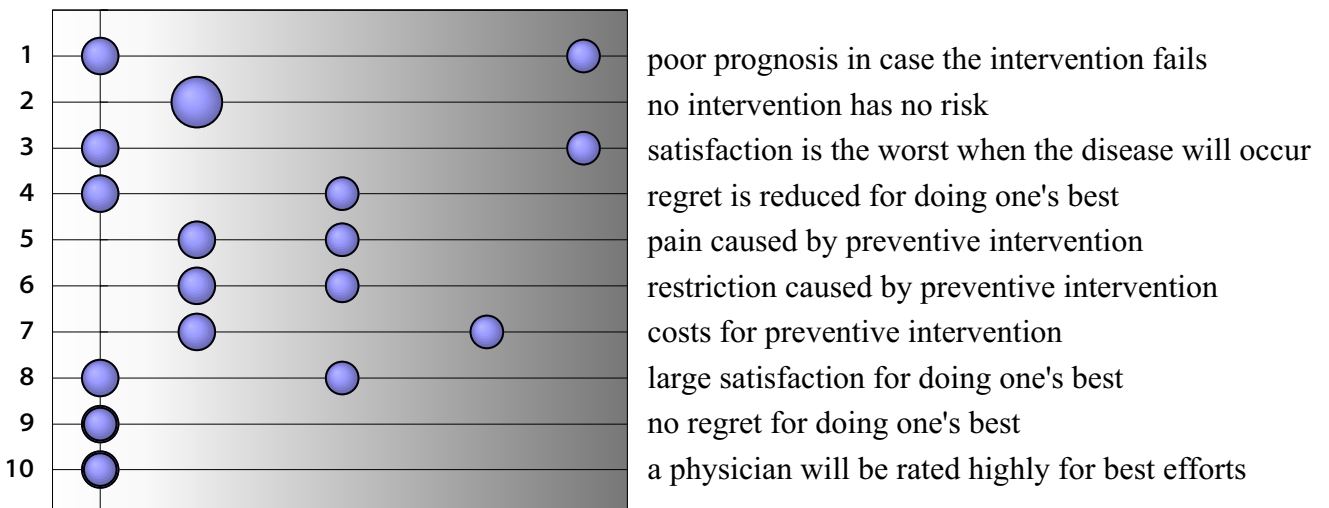 1 poor prognosis in case the intervention fails
2 no intervention has no risk
3 satisfaction is the worst when the disease will occur
4 regret is reduced for doing one's best
5 pain caused by preventive intervention
6 restriction caused by preventive intervention
7 costs for preventive intervention
8 large satisfaction for doing one's best
9 no regret for doing one's best
10 a physician will be rated highly for best efforts